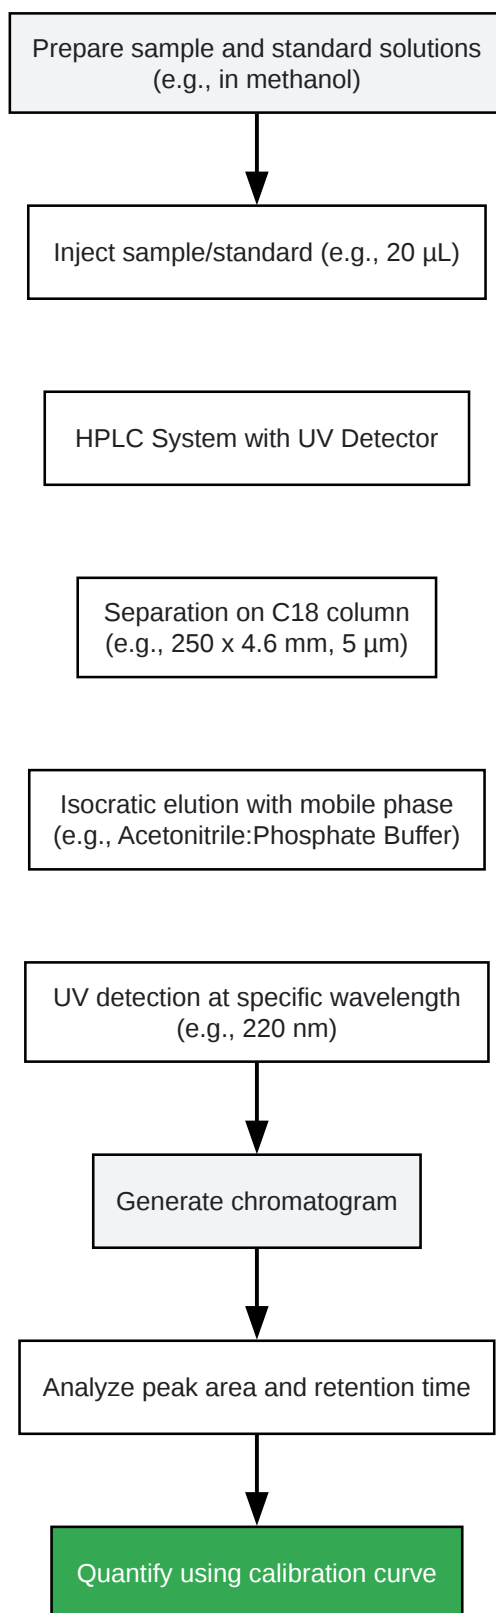 Prepare sample and standard solutions
(e.g., in methanol)
Inject sample/standard (e.g., 20 µL)
HPLC System with UV Detector
Separation on C18 column
(e.g., 250 x 4.6 mm, 5 µm)
Isocratic elution with mobile phase
(e.g., Acetonitrile:Phosphate Buffer)
UV detection at specific wavelength
(e.g., 220 nm)
Generate chromatogram
Analyze peak area and retention time
Quantify using calibration curve